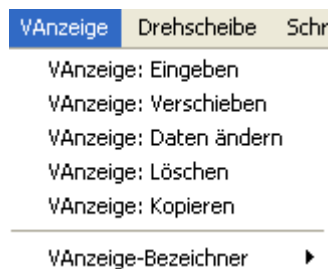 VAnzeige Drehscheibe Schr
VAnzeige: Eingeben
VAnzeige: Verschieben
VAnzeige: Daten ändern
VAnzeige: Löschen
VAnzeige: Kopieren
VAnzeige-Bezeichner